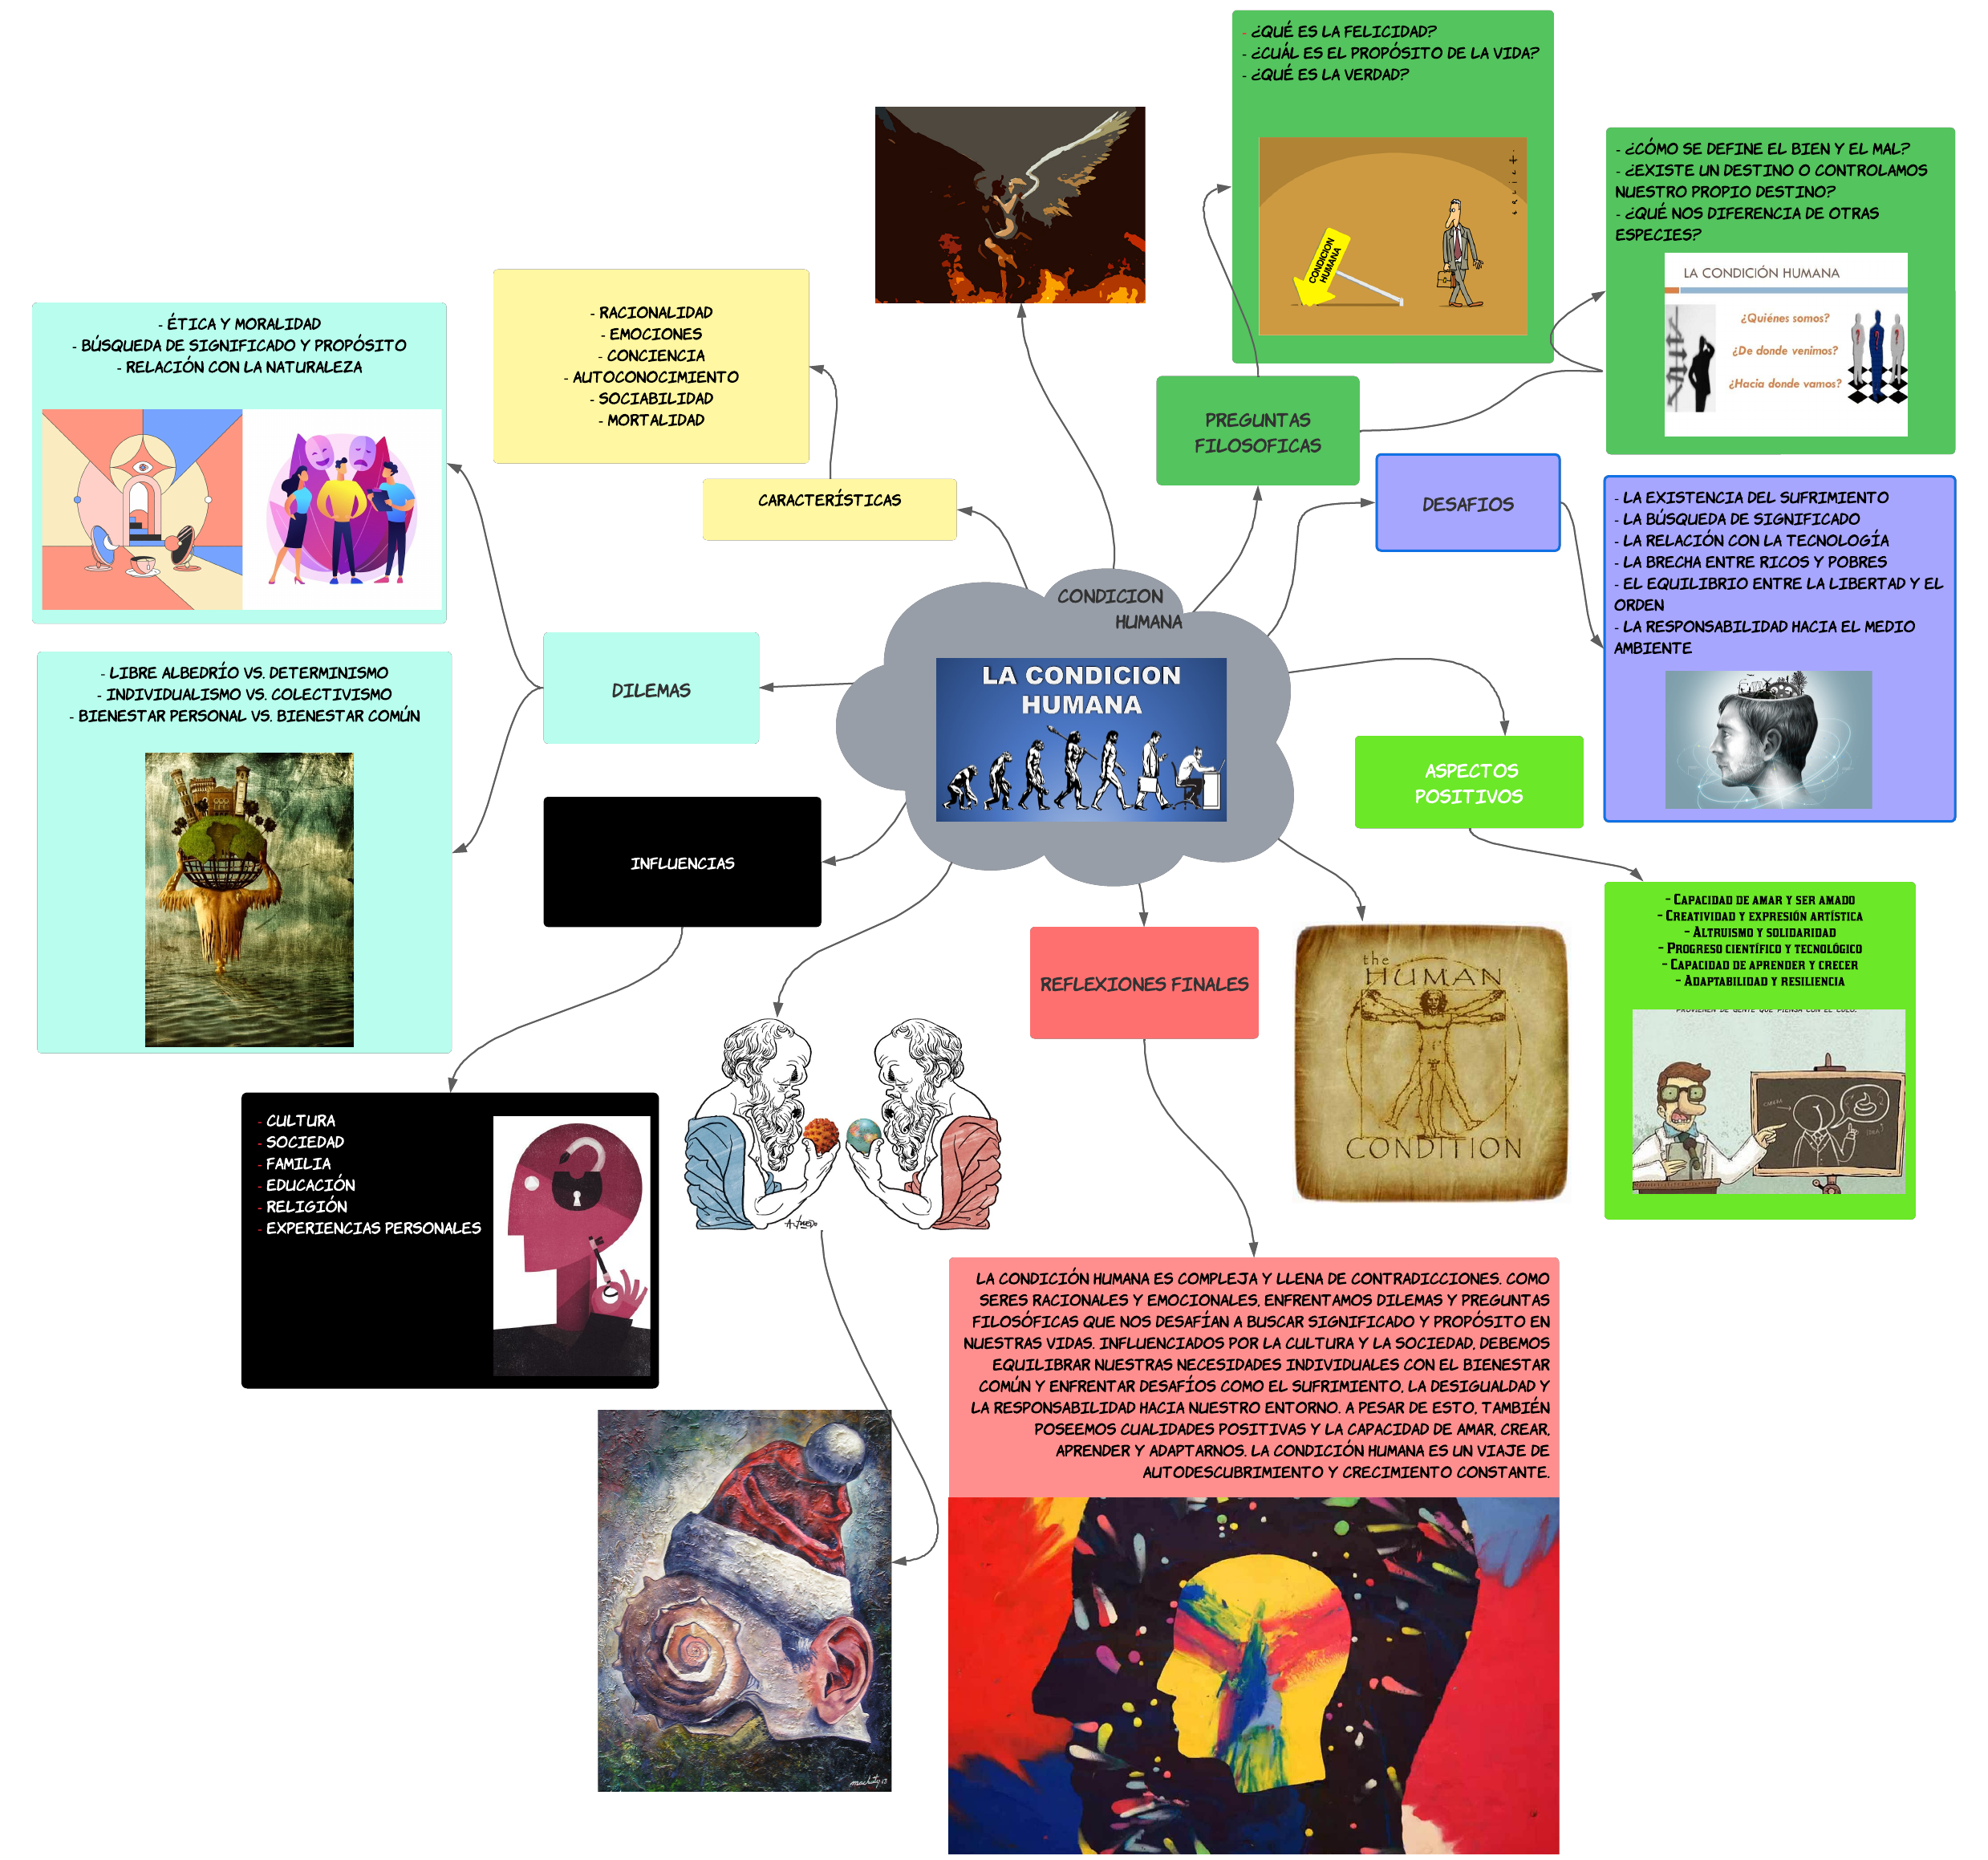 - ¿QUÉ ES LA FELICIDAD?
- ¿CUÁL ES EL PROPÓSITO DE LA VIDA?
- ¿QUÉ ES LA VERDAD?
ERLICH
CONDICION
HUMANA
- ¿CÓMO SE DEFINE EL BIEN Y EL MAL?
- ¿EXISTE UN DESTINO O CONTROLAMOS
NUESTRO PROPIO DESTINO?
- ¿QUÉ NOS DIFERENCIA DE OTRAS
ESPECIES?
LA CONDICIÓN HUMANA
¿Quiénes somos?
¿De donde venimos?
¿Hacia donde vamos?
PREGUNTAS
FILOSOFICAS
- RACIONALIDAD
- EMOCIONES
- CONCIENCIA
- AUTOCONOCIMIENTO
- SOCIABILIDAD
- MORTALIDAD
CARACTERÍSTICAS
- ÉTICA Y MORALIDAD
- BÚSQUEDA DE SIGNIFICADO Y PROPÓSITO
- RELACIÓN CON LA NATURALEZA
DESAFIOS
- LA EXISTENCIA DEL SUFRIMIENTO
- LA BÚSQUEDA DE SIGNIFICADO
- LA RELACIÓN CON LA TECNOLOGÍA
- LA BRECHA ENTRE RICOS Y POBRES
- EL EQUILIBRIO ENTRE LA LIBERTAD Y EL
ORDEN
- LA RESPONSABILIDAD HACIA EL MEDIO
AMBIENTE
CONDICION
HUMANA
LA CONDICION
HUMANA
DILEMAS
- LIBRE ALBEDRÍO VS. DETERMINISMO
- INDIVIDUALISMO VS. COLECTIVISMO
- BIENESTAR PERSONAL VS. BIENESTAR COMÚN
ASPECTOS
POSITIVOS
- CAPACIDAD DE AMAR Y SER AMADO
- CREATIVIDAD Y EXPRESIÓN ARTÍSTICA
- ALTRUISMO Y SOLIDARIDAD
- PROGRESO CIENTÍFICO Y TECNOLÓGICO
- CAPACIDAD DE APRENDER Y CRECER
- ADAPTABILIDAD Y RESILIENCIA
PROVIENEN DE GENTE QUE PIENSA CON EL CULO.
INFLUENCIAS
- CULTURA
- SOCIEDAD
- FAMILIA
- EDUCACIÓN
- RELIGIÓN
- EXPERIENCIAS PERSONALES
REFLEXIONES FINALES
the
HUMAN
CONDITION
LA CONDICIÓN HUMANA ES COMPLEJA Y LLENA DE CONTRADICCIONES. COMO
SERES RACIONALES Y EMOCIONALES, ENFRENTAMOS DILEMAS Y PREGUNTAS
FILOSÓFICAS QUE NOS DESAFÍAN A BUSCAR SIGNIFICADO Y PROPÓSITO EN
NUESTRAS VIDAS. INFLUENCIADOS POR LA CULTURA Y LA SOCIEDAD, DEBEMOS
EQUILIBRAR NUESTRAS NECESIDADES INDIVIDUALES CON EL BIENESTAR
COMÚN Y ENFRENTAR DESAFÍOS COMO EL SUFRIMIENTO, LA DESIGUALDAD Y
LA RESPONSABILIDAD HACIA NUESTRO ENTORNO. A PESAR DE ESTO, TAMBIÉN
POSEEMOS CUALIDADES POSITIVAS Y LA CAPACIDAD DE AMAR, CREAR,
APRENDER Y ADAPTARNOS. LA CONDICIÓN HUMANA ES UN VIAJE DE
AUTODESCUBRIMIENTO Y CRECIMIENTO CONSTANTE.